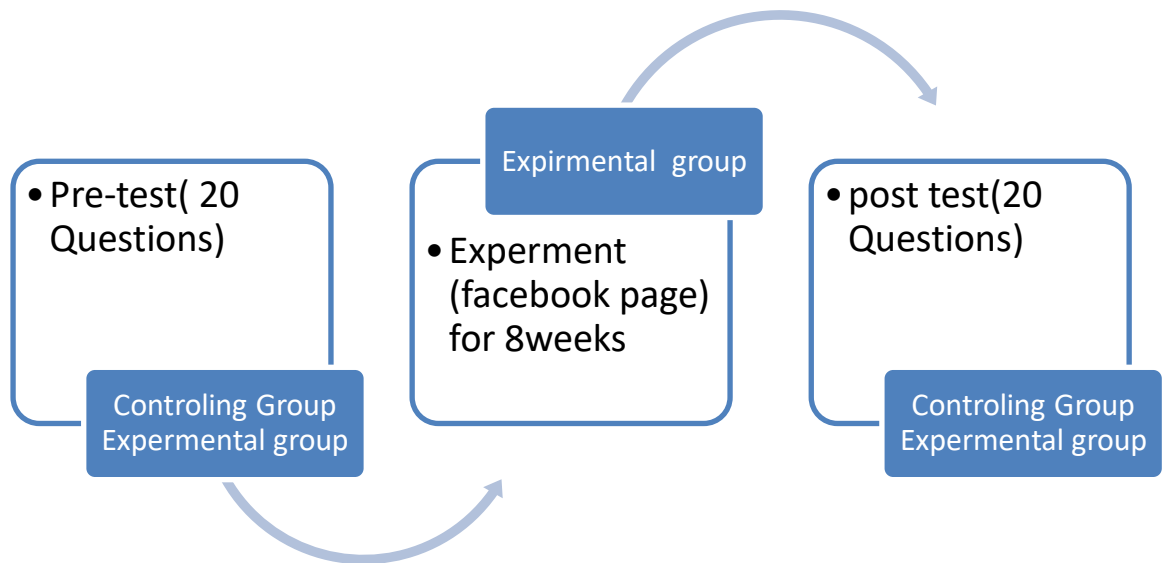 • Pre-test( 20
Questions)
Controling Group
Expermental group
Expirmental group
• Experment
(facebook page)
for 8weeks
• post test(20
Questions)
Controling Group
Expermental group